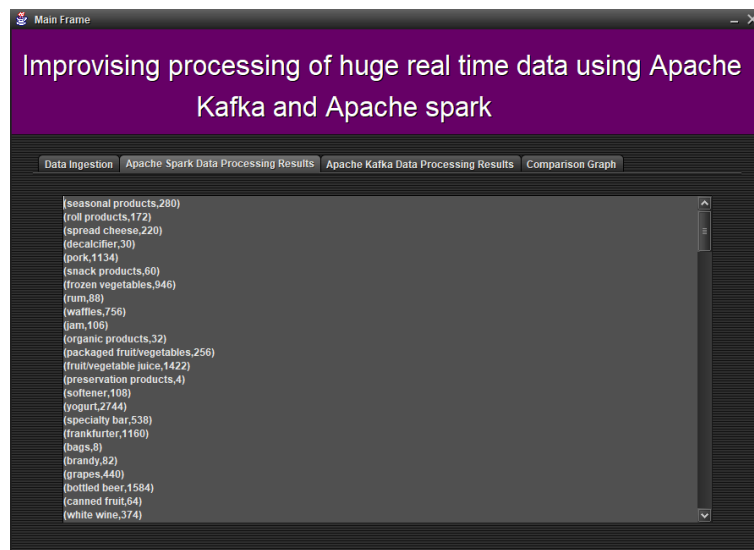 Main Frame
Improvising processing of huge real time data using Apache
Kafka and Apache spark
Data Ingestion Apache Spark Data Processing Results Apache Kafka Data Processing Results Comparison Graph
(seasonal products,280)
(roll products,172)
(spread cheese,220)
(decalcifier,30)
(pork,1134)
(snack products,60)
(frozen vegetables,946)
(rum,88)
(waffles,756)
(jam,106)
(organic products,32)
(packaged fruit/vegetables,256)
(fruit/vegetable juice,1422)
(preservation products,4)
(softener,108)
(yogurt,2744)
(specialty bar,538)
(frankfurter,1160)
(bags,8)
(brandy,82)
(grapes,440)
(bottled beer,1584)
(canned fruit,64)
(white wine,374)